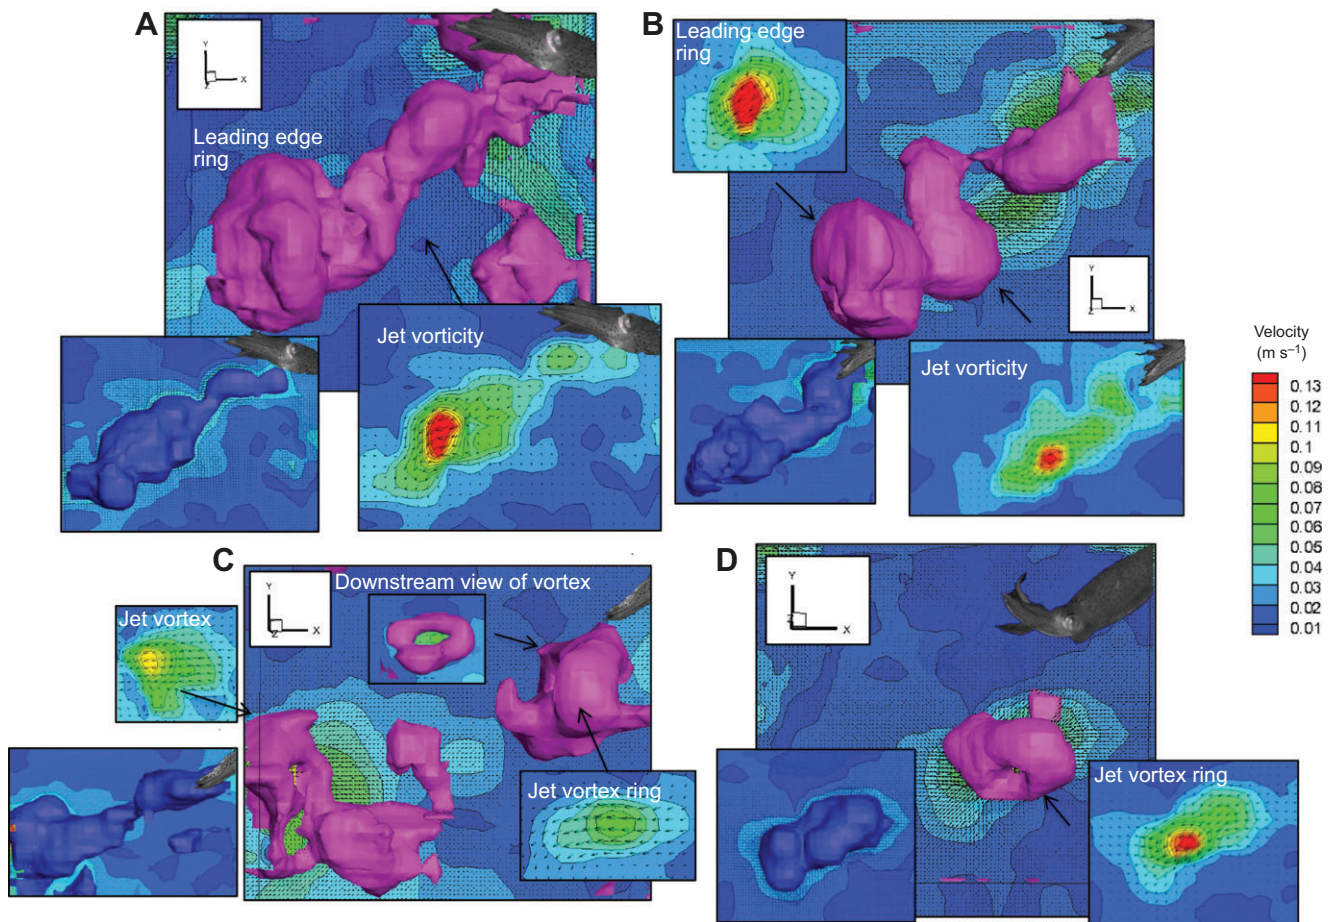 A
Y
X
Z
Leading edge
ring
Jet vorticity
B
Leading edge
ring
Y
Z
X
Jet vorticity
Velocity
(m s⁻¹)
0.13
0.12
0.11
0.1
0.09
0.08
0.07
0.06
0.05
0.04
0.03
0.02
0.01
C
Y
Z
X
Downstream view of vortex
Jet vortex
Jet vortex ring
D
Y
Z
X
Jet vortex ring